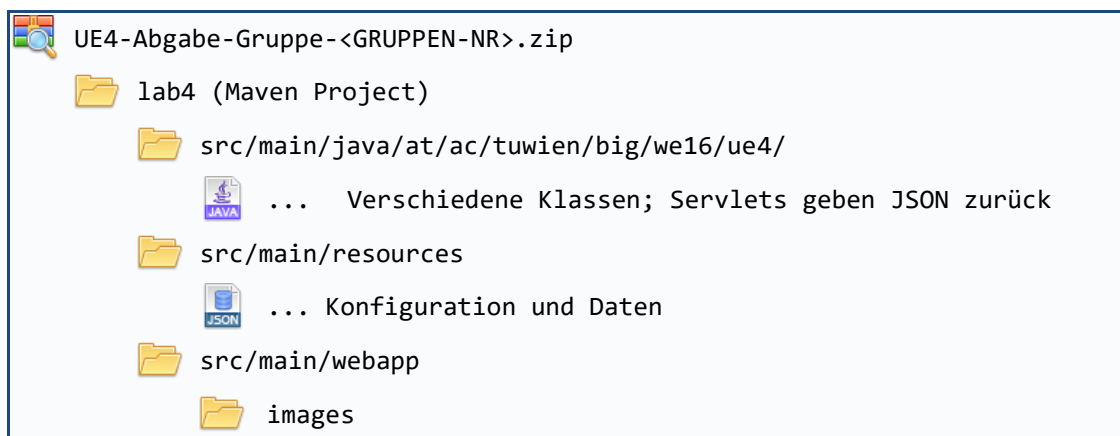 UE4-Abgabe-Gruppe-<GRUPPEN-NR>.zip
lab4 (Maven Project)
src/main/java/at/ac/tuwien/big/we16/ue4/
JAVA ... Verschiedene Klassen; Servlets geben JSON zurück
src/main/resources
JSON ... Konfiguration und Daten
src/main/webapp
images